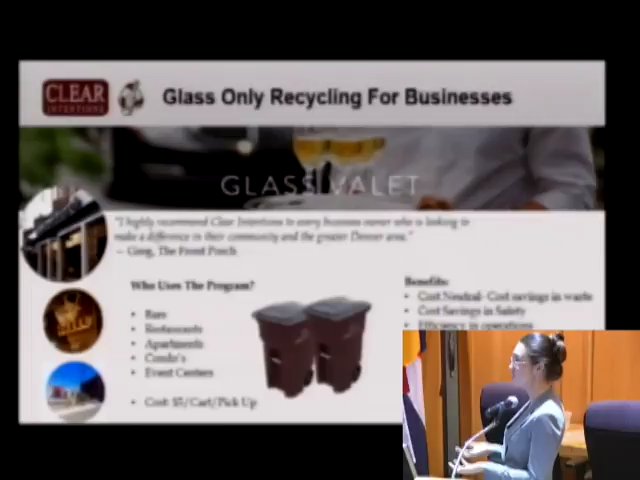 CLEAR
INTENTIONS
Glass Only Recycling For Businesses
GLASS VALET
"I highly recommend Clear Intentions to every business owner who is looking to
make a difference in their community and the greater Denver area."
– Greg, The Front Porch
Who Uses The Program?
• Bars
• Restaurants
• Apartments
• Condo's
• Event Centers
• Cost: $5/Cart/Pick Up
Benefits:
• Cost Neutral- Cost savings in waste
• Cost Savings in Safety
• Efficiency in operations